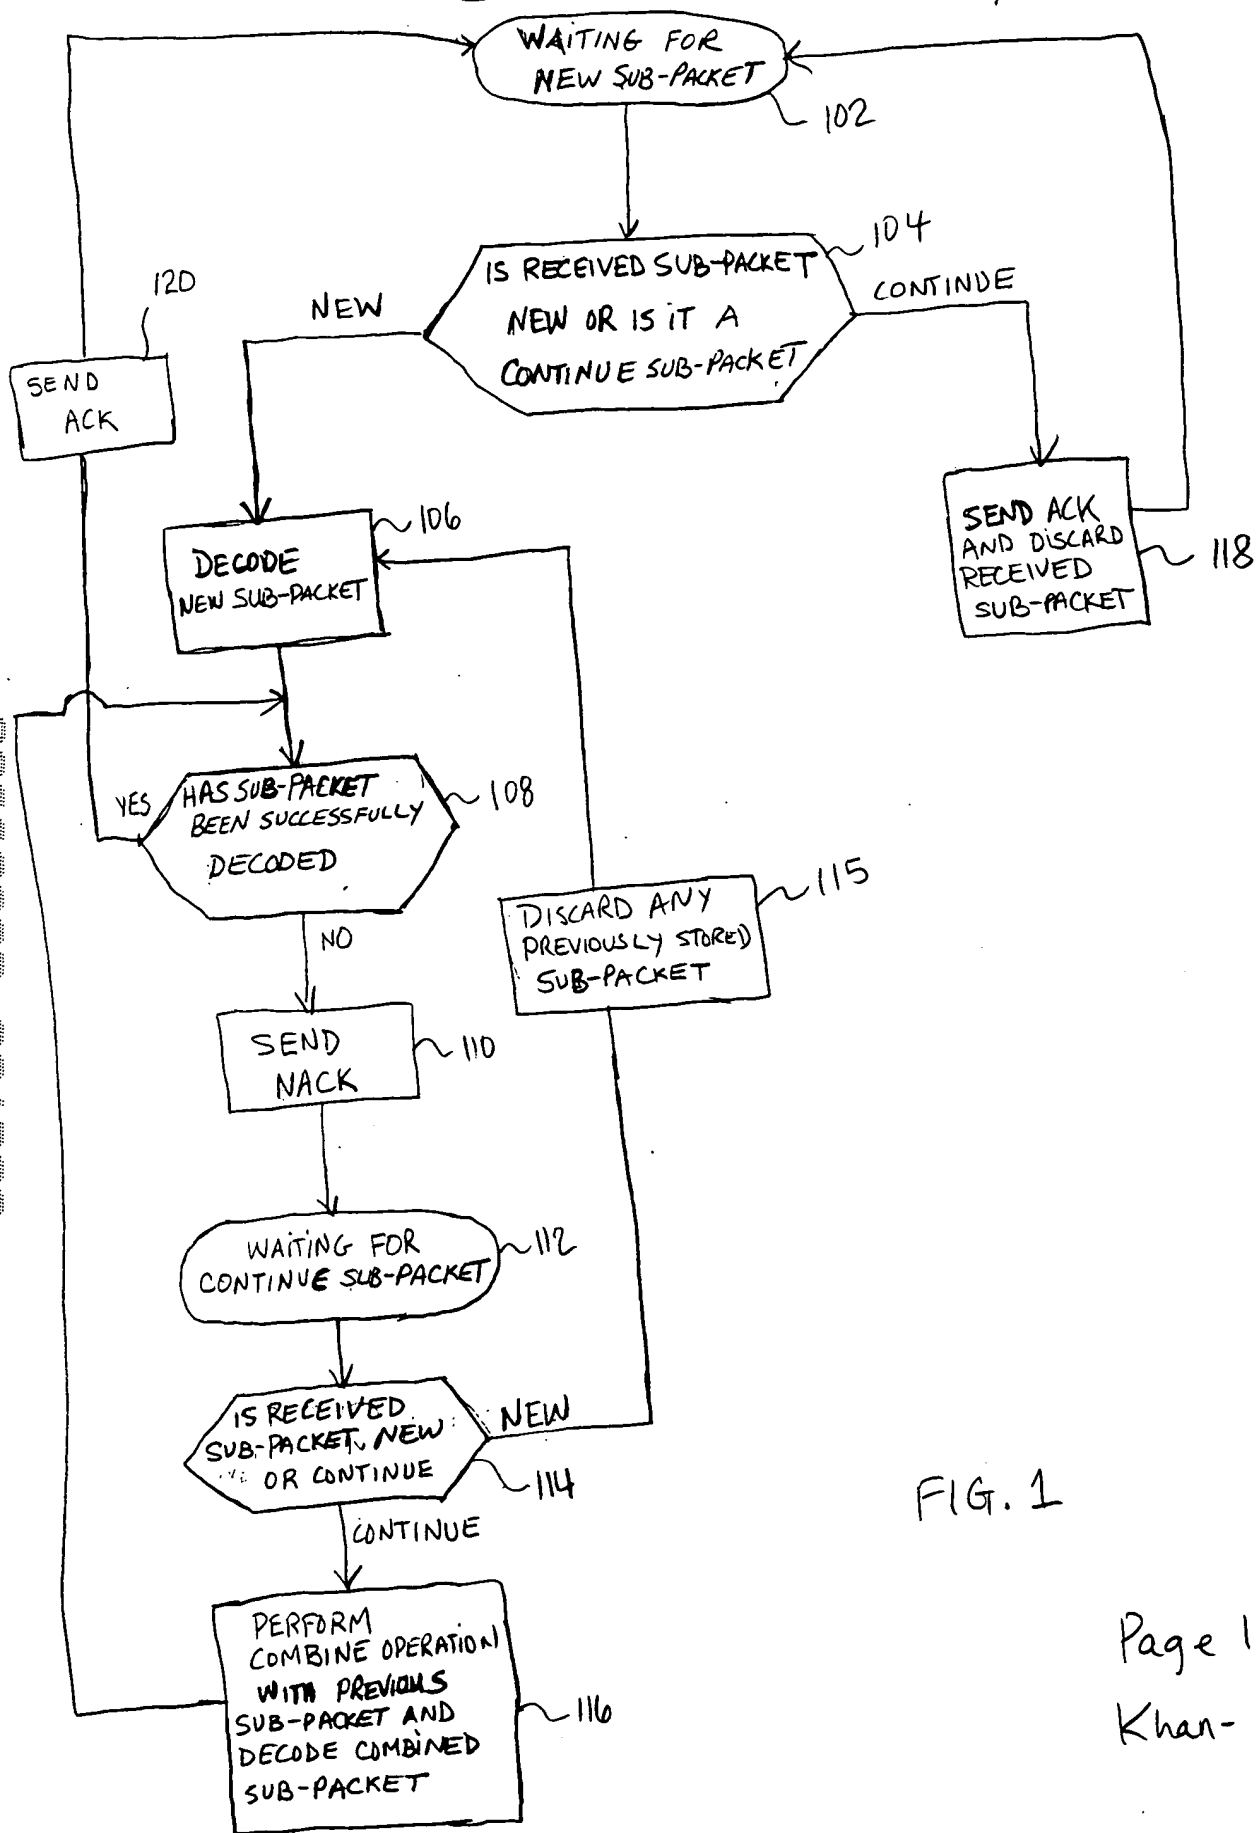 WAITING FOR
NEW SUB-PACKET
102
104
IS RECEIVED SUB-PACKET
NEW OR IS IT A
CONTINUE SUB-PACKET
NEW
CONTINUE
120
SEND
ACK
106
DECODE
NEW SUB-PACKET
SEND ACK
AND DISCARD
RECEIVED
SUB-PACKET
118
YES
HAS SUB-PACKET
BEEN SUCCESSFULLY
DECODED
108
NO
DISCARD ANY
PREVIOUSLY STORED
SUB-PACKET
115
SEND
NACK
110
WAITING FOR
CONTINUE SUB-PACKET
112
IS RECEIVED
SUB-PACKET NEW
OR CONTINUE
NEW
114
CONTINUE
FIG. 1
PERFORM
COMBINE OPERATION
WITH PREVIOUS
SUB-PACKET AND
DECODE COMBINED
SUB-PACKET
116
Page 1
Khan-